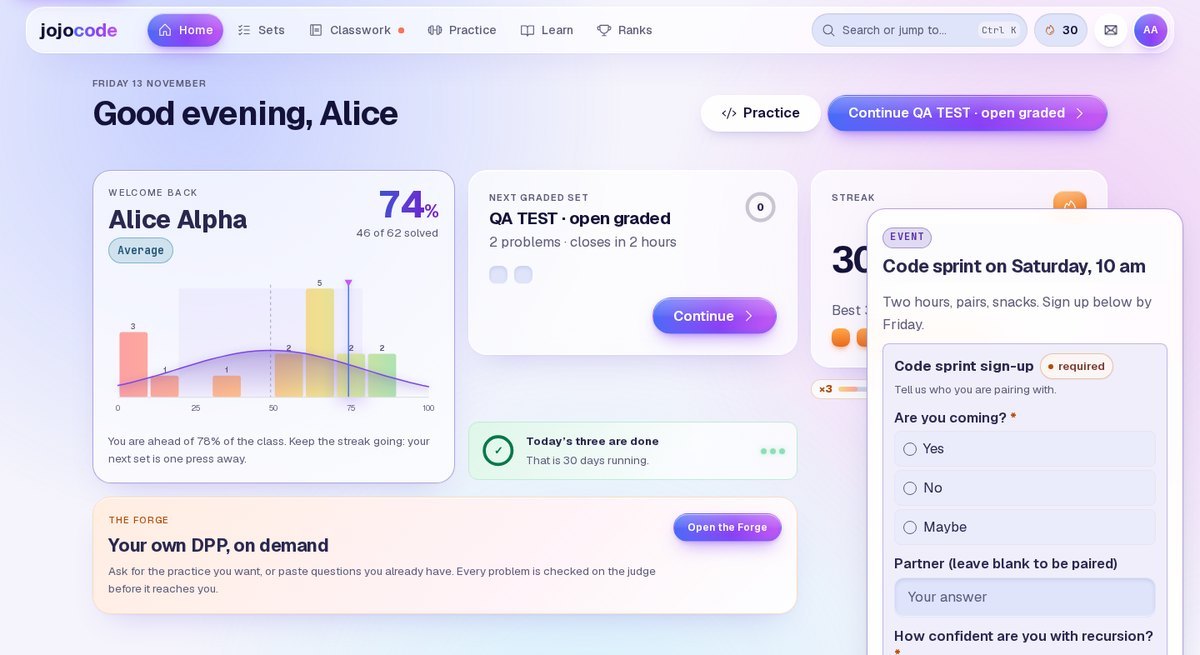 jojocode
Home
Sets
Classwork
Practice
Learn
Ranks
Search or jump to...
Ctrl K
30
AA
FRIDAY 13 NOVEMBER
Good evening, Alice
Practice
Continue QA TEST · open graded
WELCOME BACK
Alice Alpha
Average
74%
46 of 62 solved
3
1
1
2
5
2
2
0
25
50
75
100
You are ahead of 78% of the class. Keep the streak going: your
next set is one press away.
NEXT GRADED SET
QA TEST · open graded
2 problems · closes in 2 hours
0
Continue
Today's three are done
That is 30 days running.
STREAK
30
Best
×3
THE FORGE
Your own DPP, on demand
Ask for the practice you want, or paste questions you already have. Every problem is checked on the judge
before it reaches you.
Open the Forge
EVENT
Code sprint on Saturday, 10 am
Two hours, pairs, snacks. Sign up below by
Friday.
Code sprint sign-up
required
Tell us who you are pairing with.
Are you coming? *
Yes
No
Maybe
Partner (leave blank to be paired)
Your answer
How confident are you with recursion?
*